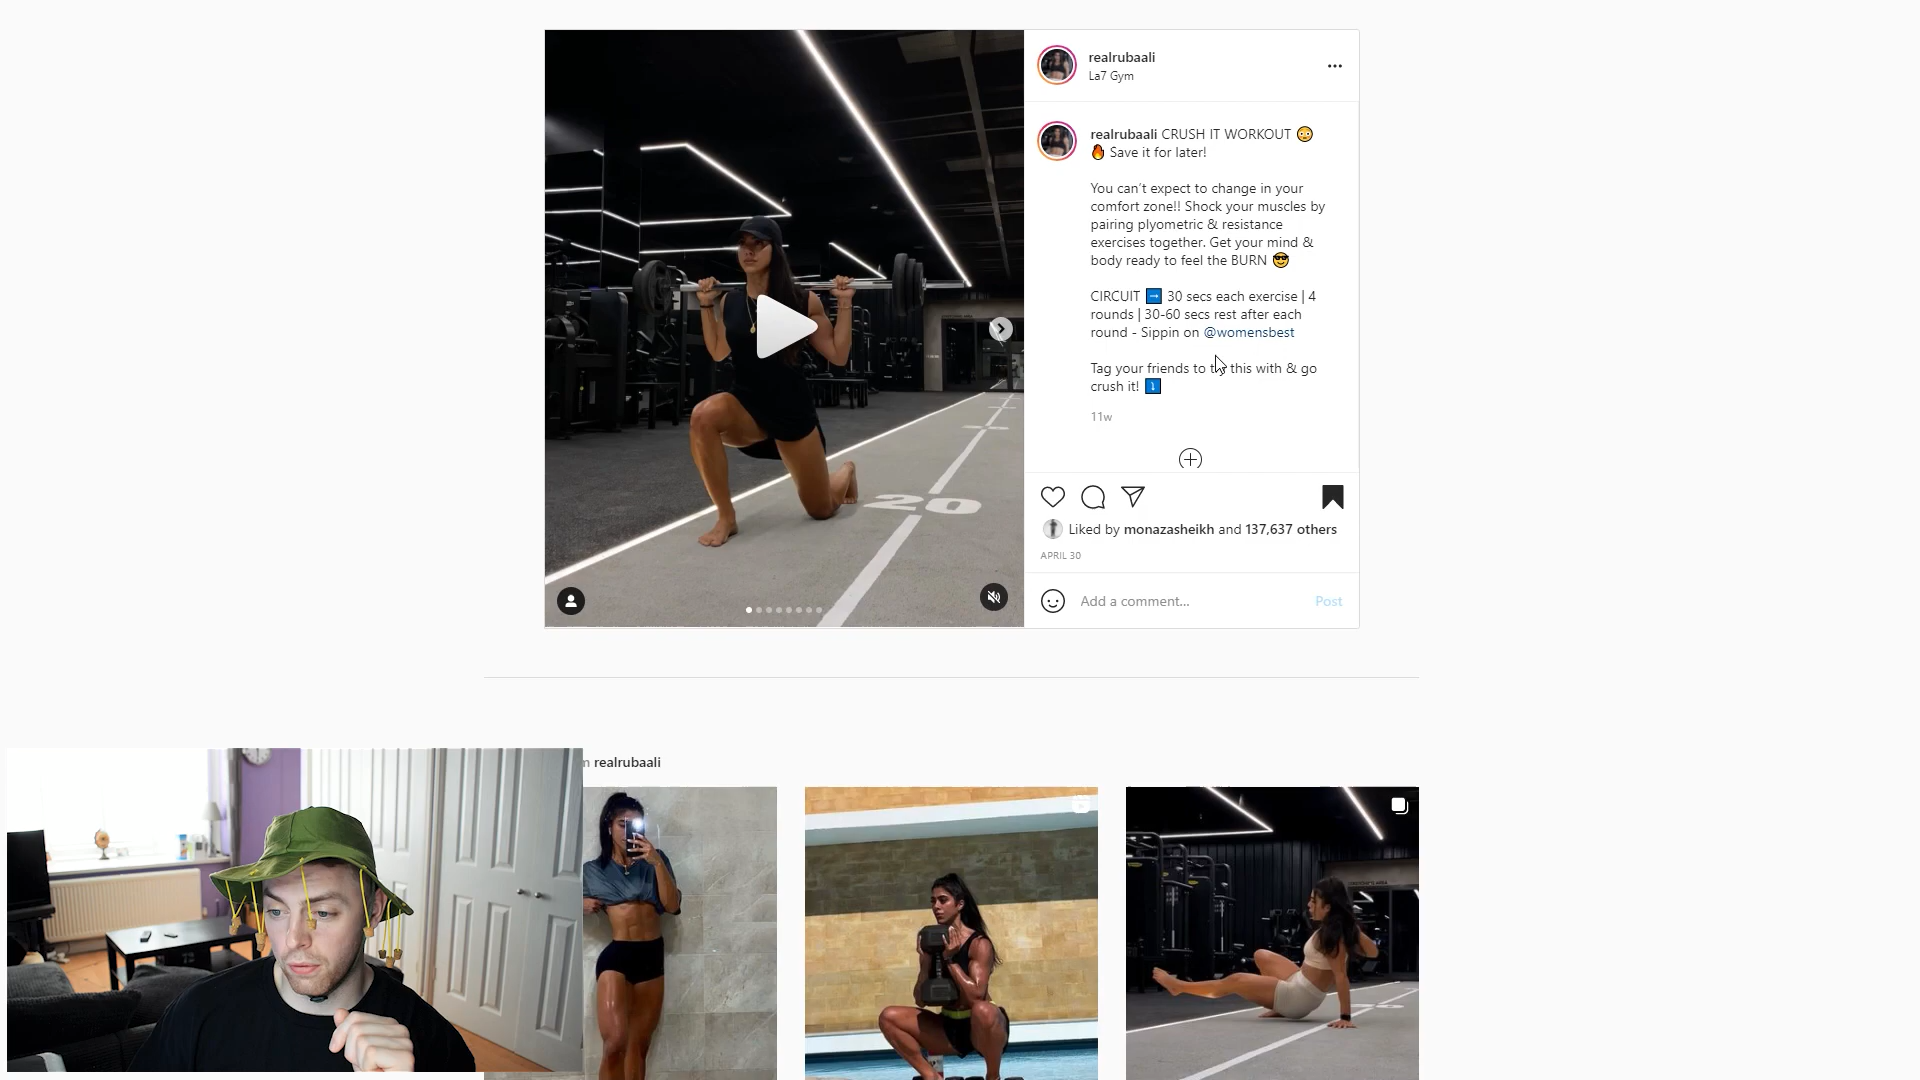 realrubaali
La7 Gym
realrubaali CRUSH IT WORKOUT 😳
🔥 Save it for later!
You can't expect to change in your
comfort zone!! Shock your muscles by
pairing plyometric & resistance
exercises together. Get your mind &
body ready to feel the BURN 😎
CIRCUIT ➡️ 30 secs each exercise | 4
rounds | 30-60 secs rest after each
round - Sippin on @womensbest
Tag your friends to this with & go
crush it! ⤵️
11w
Liked by monazasheikh and 137,637 others
APRIL 30
Add a comment...
Post
20
realrubaali